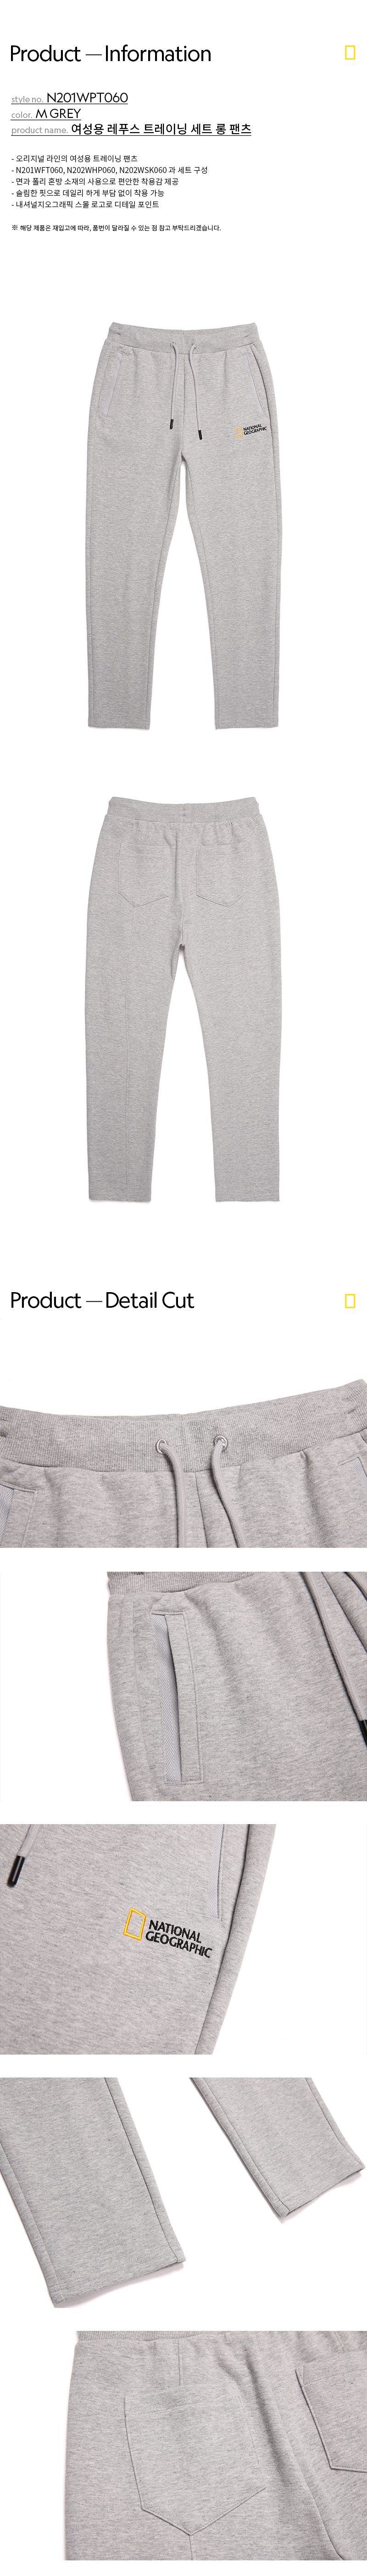 Product — Information
style no. N201WPT060
color. M GREY
product name. 여성용 레푸스 트레이닝 세트 롱 팬츠
- 오리지널 라인의 여성용 트레이닝 팬츠
- N201WFT060, N202WHP060, N202WSK060 과 세트 구성
- 면과 폴리 혼방 소재의 사용으로 편안한 착용감 제공
- 슬림한 핏으로 데일리 하게 부담 없이 착용 가능
- 내셔널지오그래픽 스몰 로고로 디테일 포인트
※ 해당 제품은 재입고에 따라, 품번이 달라질 수 있는 점 참고 부탁드리겠습니다.
NATIONAL
GEOGRAPHIC
Product — Detail Cut
NATIONAL
GEOGRAPHIC